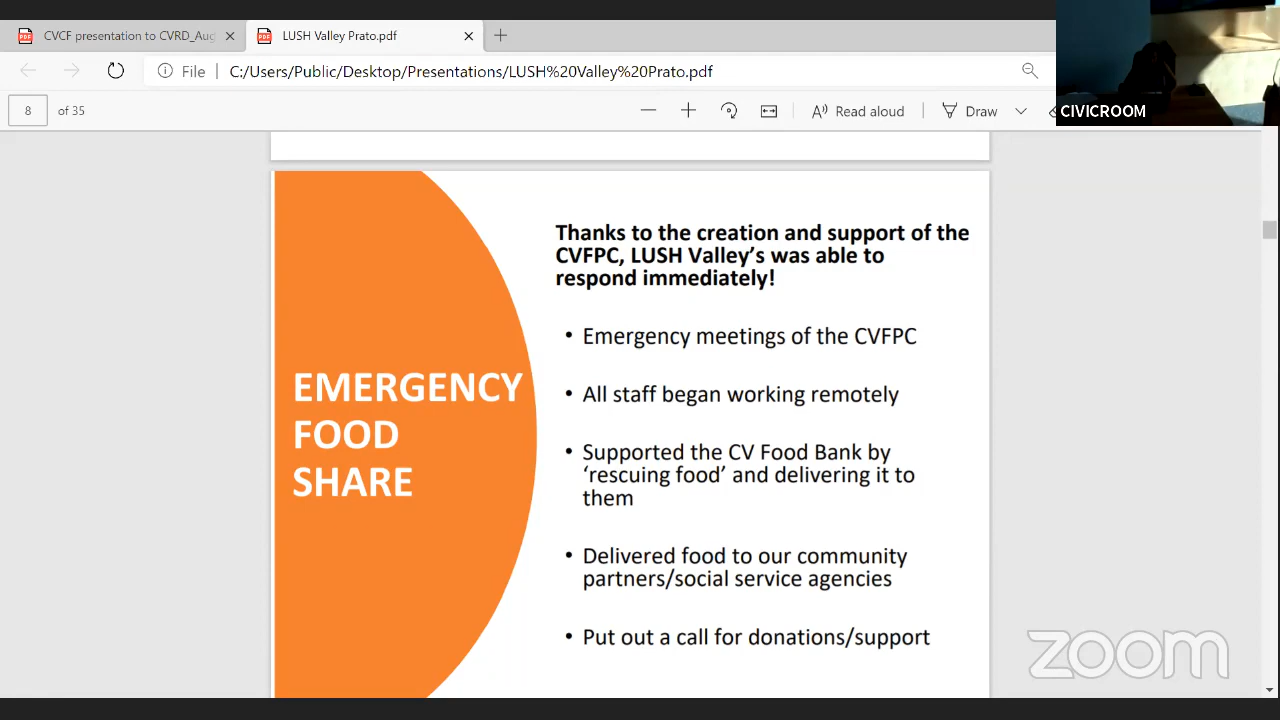 CVCF presentation to CVRD_Aug
LUSH Valley Prato.pdf
File
C:/Users/Public/Desktop/Presentations/LUSH%20Valley%20Prato.pdf
8 of 35
Read aloud
Draw
CIVICROOM
EMERGENCY
FOOD
SHARE
Thanks to the creation and support of the
CVFPC, LUSH Valley’s was able to
respond immediately!
• Emergency meetings of the CVFPC
• All staff began working remotely
• Supported the CV Food Bank by
‘rescuing food’ and delivering it to
them
• Delivered food to our community
partners/social service agencies
• Put out a call for donations/support
zoom